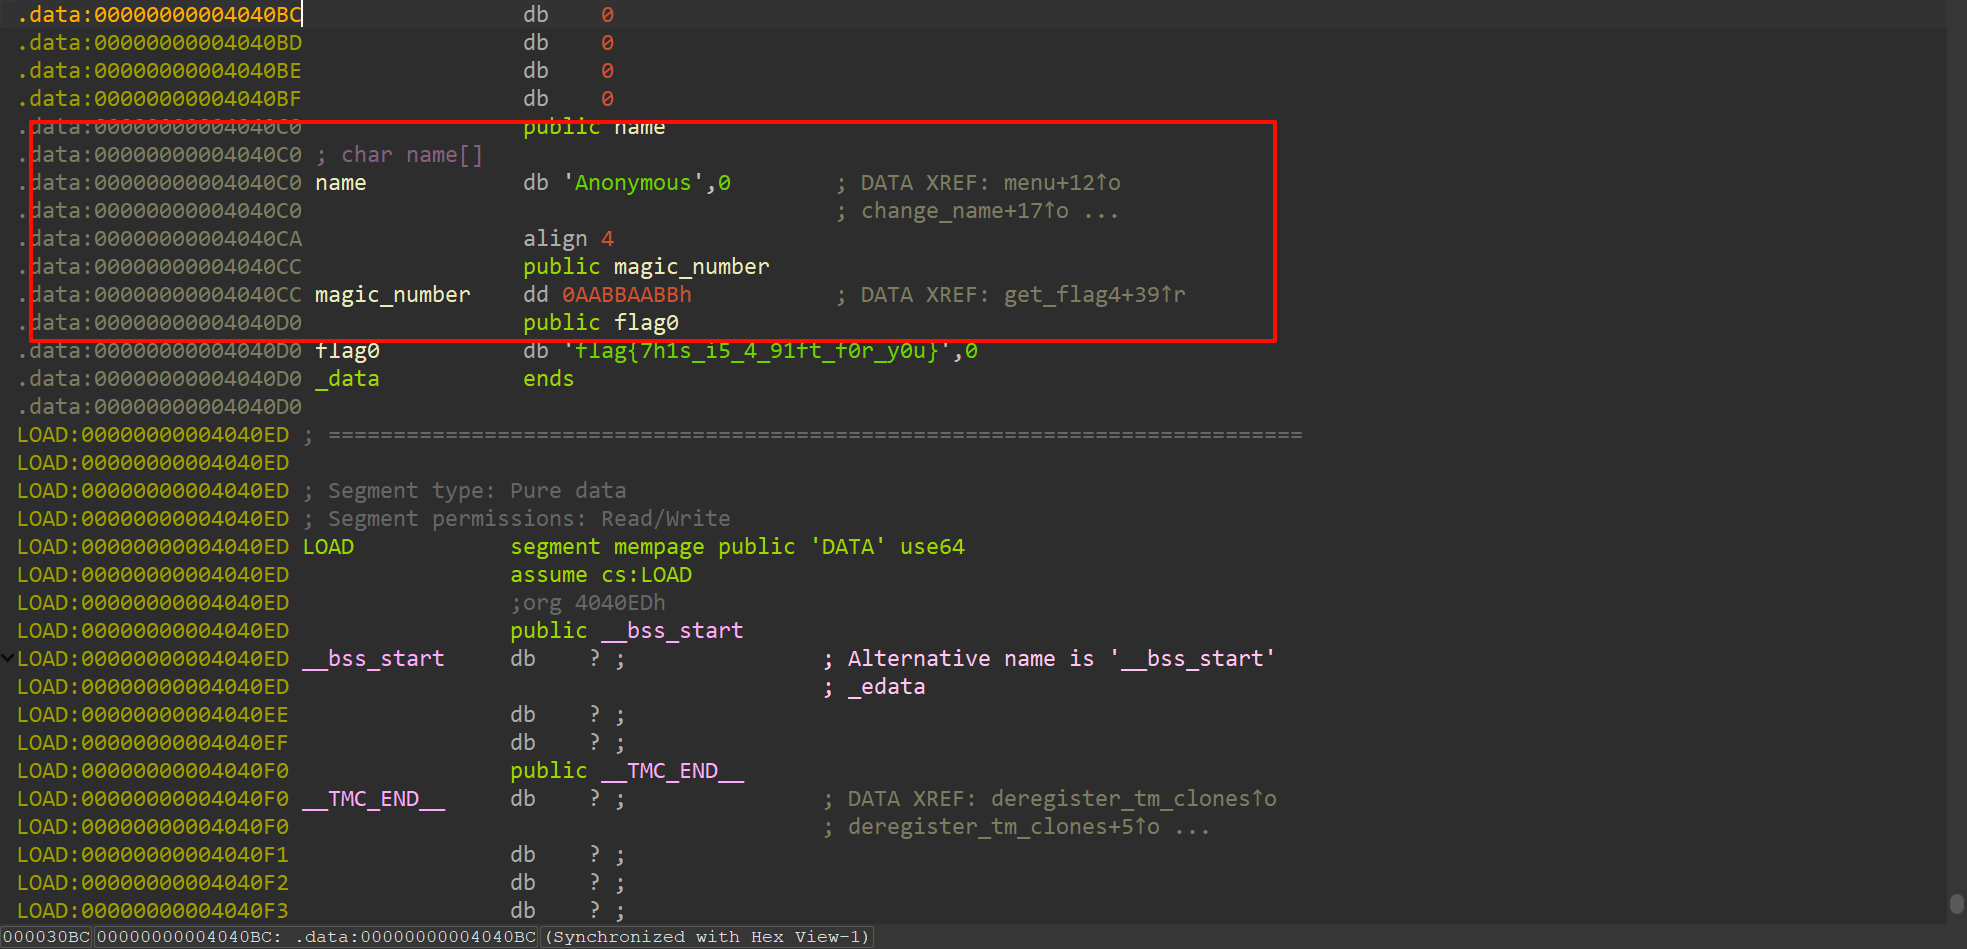 .data:00000000004040BC db 0
.data:00000000004040BD db 0
.data:00000000004040BE db 0
.data:00000000004040BF db 0
.data:00000000004040C0 public name
.data:00000000004040C0 ; char name[]
.data:00000000004040C0 name db 'Anonymous',0 ; DATA XREF: menu+12↑o
.data:00000000004040C0 ; change_name+17↑o ...
.data:00000000004040CA align 4
.data:00000000004040CC public magic_number
.data:00000000004040CC magic_number dd 0AABBAABBh ; DATA XREF: get_flag4+39↑r
.data:00000000004040D0 public flag0
.data:00000000004040D0 flag0 db 'flag{7h1s_i5_4_91ft_f0r_y0u}',0
.data:00000000004040D0 _data ends
.data:00000000004040D0
LOAD:00000000004040ED ; ===========================================================================
LOAD:00000000004040ED
LOAD:00000000004040ED ; Segment type: Pure data
LOAD:00000000004040ED ; Segment permissions: Read/Write
LOAD:00000000004040ED LOAD segment mempage public 'DATA' use64
LOAD:00000000004040ED assume cs:LOAD
LOAD:00000000004040ED ;org 4040EDh
LOAD:00000000004040ED public __bss_start
LOAD:00000000004040ED __bss_start db ? ; ; Alternative name is '__bss_start'
LOAD:00000000004040ED ; _edata
LOAD:00000000004040EE db ? ;
LOAD:00000000004040EF db ? ;
LOAD:00000000004040F0 public __TMC_END__
LOAD:00000000004040F0 __TMC_END__ db ? ; ; DATA XREF: deregister_tm_clones↑o
LOAD:00000000004040F0 ; deregister_tm_clones+5↑o ...
LOAD:00000000004040F1 db ? ;
LOAD:00000000004040F2 db ? ;
LOAD:00000000004040F3 db ? ;
000030BC 00000000004040BC: .data:00000000004040BC (Synchronized with Hex View-1)